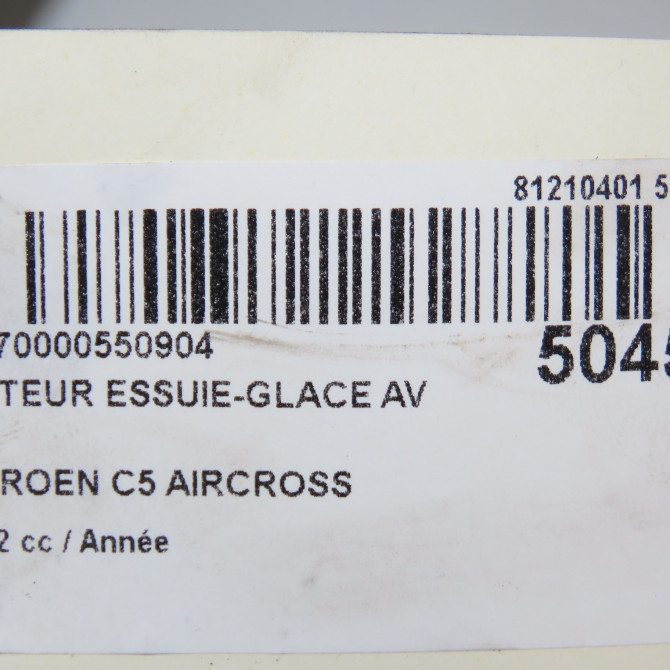 81210401 5
70000550904
5045
TEUR ESSUIE-GLACE AV
ROEN C5 AIRCROSS
2 cc / Année